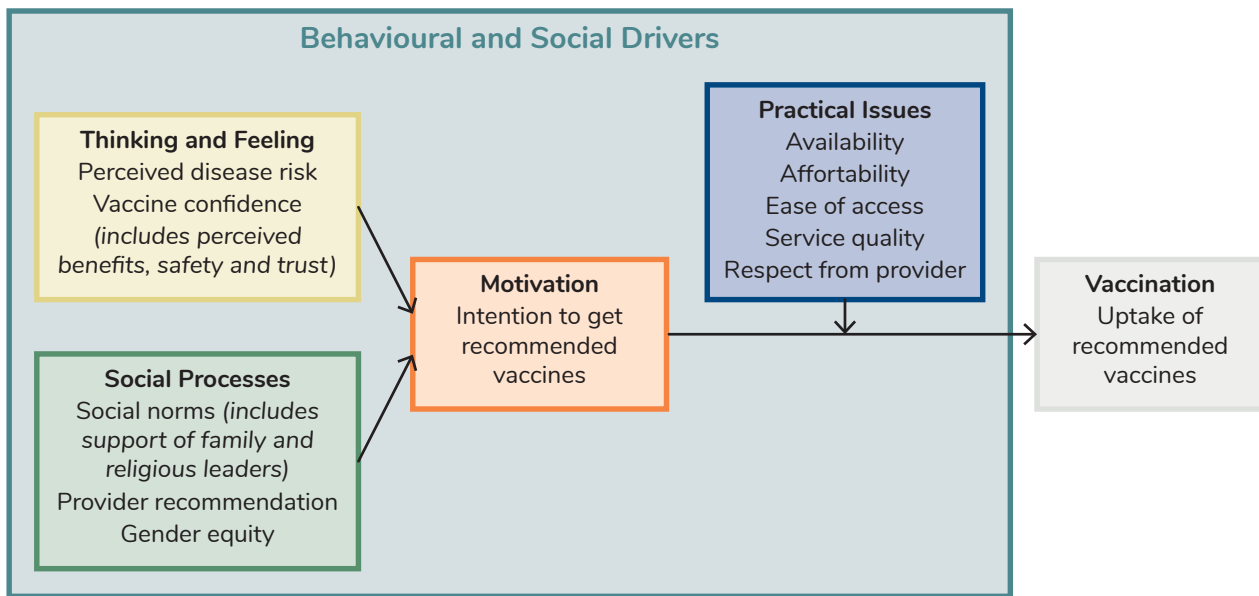 Behavioural and Social Drivers
Thinking and Feeling
Perceived disease risk
Vaccine confidence
(includes perceived
benefits, safety and trust)
Social Processes
Social norms (includes
support of family and
religious leaders)
Provider recommendation
Gender equity
Motivation
Intention to get
recommended
vaccines
Practical Issues
Availability
Affortability
Ease of access
Service quality
Respect from provider
Vaccination
Uptake of
recommended
vaccines